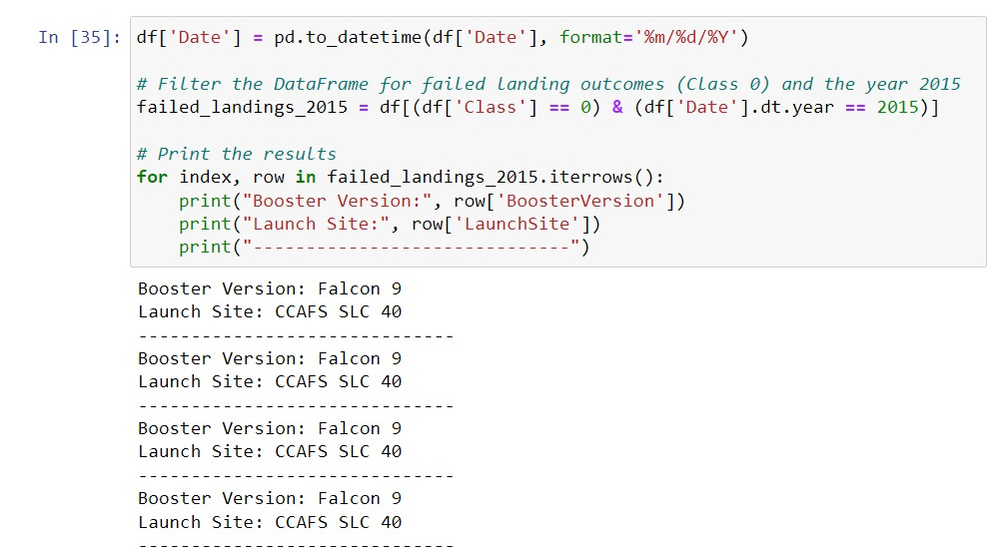 In [35]: df['Date'] = pd.to_datetime(df['Date'], format='%m/%d/%Y')
# Filter the DataFrame for failed landing outcomes (Class 0) and the year 2015
failed_landings_2015 = df[(df['Class'] == 0) & (df['Date'].dt.year == 2015)]
# Print the results
for index, row in failed_landings_2015.iterrows():
    print("Booster Version:", row['BoosterVersion'])
    print("Launch Site:", row['LaunchSite'])
    print("------------------------------")
Booster Version: Falcon 9
Launch Site: CCAFS SLC 40
------------------------------
Booster Version: Falcon 9
Launch Site: CCAFS SLC 40
------------------------------
Booster Version: Falcon 9
Launch Site: CCAFS SLC 40
------------------------------
Booster Version: Falcon 9
Launch Site: CCAFS SLC 40
------------------------------